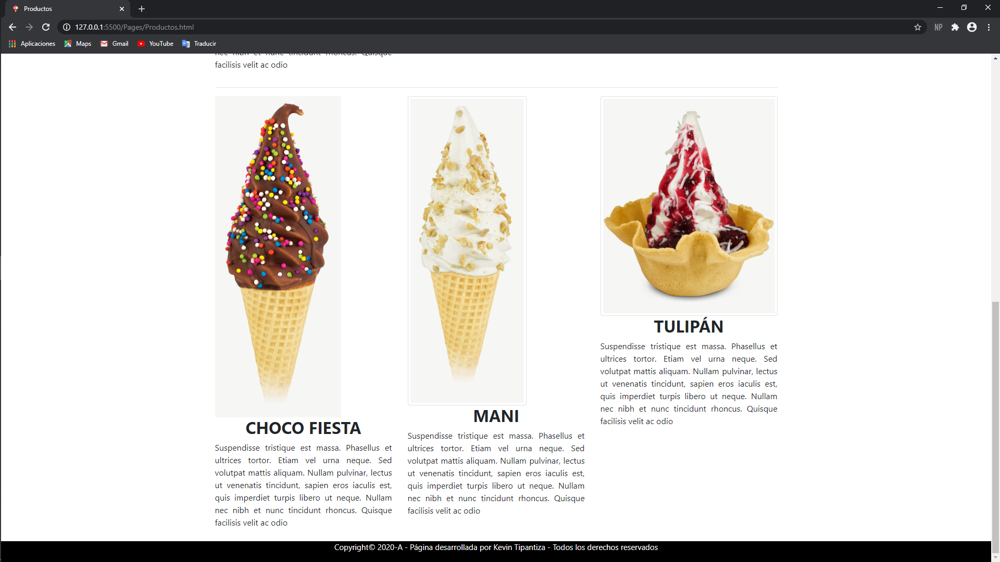 Productos
127.0.0.1:5500/Pages/Productos.html
NP
Aplicaciones Maps Gmail YouTube Traducir
nec nibh et nunc tincidunt rhoncus. Quisque
facilisis velit ac odio
CHOCO FIESTA
Suspendisse tristique est massa. Phasellus et
ultrices tortor. Etiam vel urna neque. Sed
volutpat mattis aliquam. Nullam pulvinar, lectus
ut venenatis tincidunt, sapien eros iaculis est,
quis imperdiet turpis libero ut neque. Nullam
nec nibh et nunc tincidunt rhoncus. Quisque
facilisis velit ac odio
MANI
Suspendisse tristique est massa. Phasellus et
ultrices tortor. Etiam vel urna neque. Sed
volutpat mattis aliquam. Nullam pulvinar, lectus
ut venenatis tincidunt, sapien eros iaculis est,
quis imperdiet turpis libero ut neque. Nullam
nec nibh et nunc tincidunt rhoncus. Quisque
facilisis velit ac odio
TULIPÁN
Suspendisse tristique est massa. Phasellus et
ultrices tortor. Etiam vel urna neque. Sed
volutpat mattis aliquam. Nullam pulvinar, lectus
ut venenatis tincidunt, sapien eros iaculis est,
quis imperdiet turpis libero ut neque. Nullam
nec nibh et nunc tincidunt rhoncus. Quisque
facilisis velit ac odio
Copyright© 2020-A - Página desarrollada por Kevin Tipantiza - Todos los derechos reservados